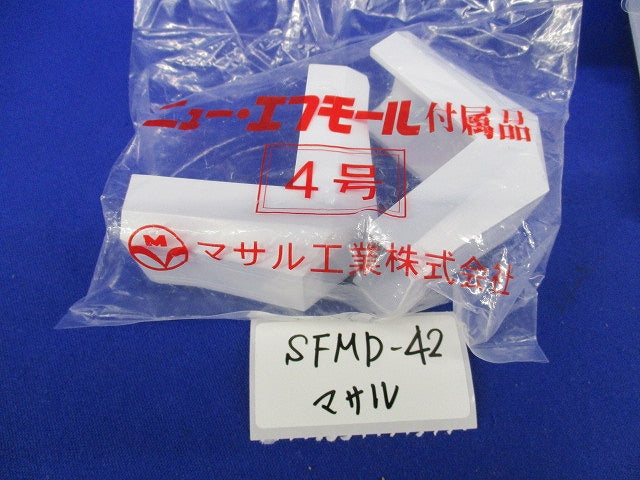 ニュー・エフモール付属品
4号
M マサル工業株式会社
SFMD-42
マサル